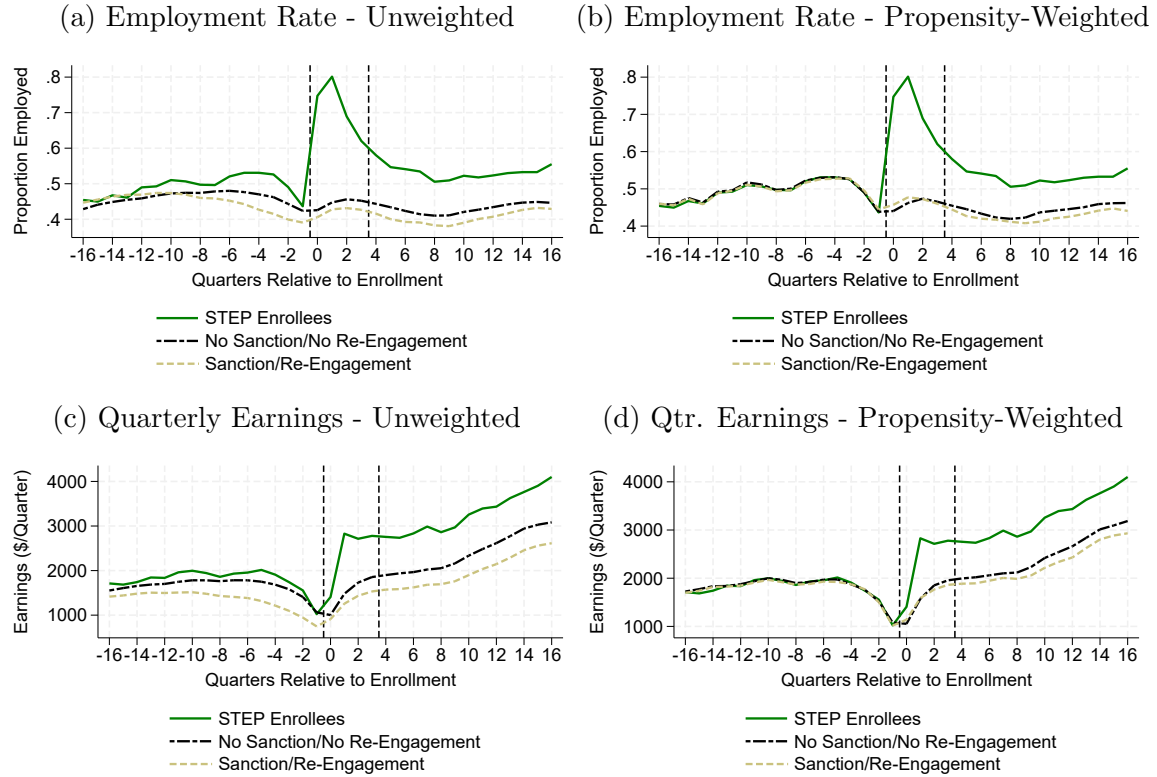 (a) Employment Rate - Unweighted
Proportion Employed
.8
.7
.6
.5
.4
-16 -14 -12 -10 -8 -6 -4 -2 0 2 4 6 8 10 12 14 16
Quarters Relative to Enrollment
STEP Enrollees
No Sanction/No Re-Engagement
Sanction/Re-Engagement
(b) Employment Rate - Propensity-Weighted
Proportion Employed
.8
.7
.6
.5
.4
-16 -14 -12 -10 -8 -6 -4 -2 0 2 4 6 8 10 12 14 16
Quarters Relative to Enrollment
STEP Enrollees
No Sanction/No Re-Engagement
Sanction/Re-Engagement
(c) Quarterly Earnings - Unweighted
Earnings ($/Quarter)
4000
3000
2000
1000
-16 -14 -12 -10 -8 -6 -4 -2 0 2 4 6 8 10 12 14 16
Quarters Relative to Enrollment
STEP Enrollees
No Sanction/No Re-Engagement
Sanction/Re-Engagement
(d) Qtr. Earnings - Propensity-Weighted
Earnings ($/Quarter)
4000
3000
2000
1000
-16 -14 -12 -10 -8 -6 -4 -2 0 2 4 6 8 10 12 14 16
Quarters Relative to Enrollment
STEP Enrollees
No Sanction/No Re-Engagement
Sanction/Re-Engagement